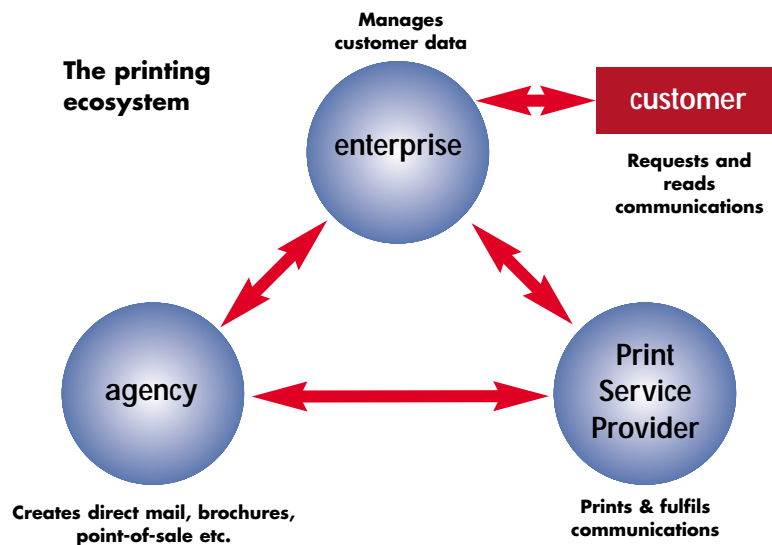 The printing
ecosystem
Manages
customer data
enterprise
customer
Requests and
reads
communications
agency
Creates direct mail, brochures,
point-of-sale etc.
Print
Service
Provider
Prints & fulfils
communications